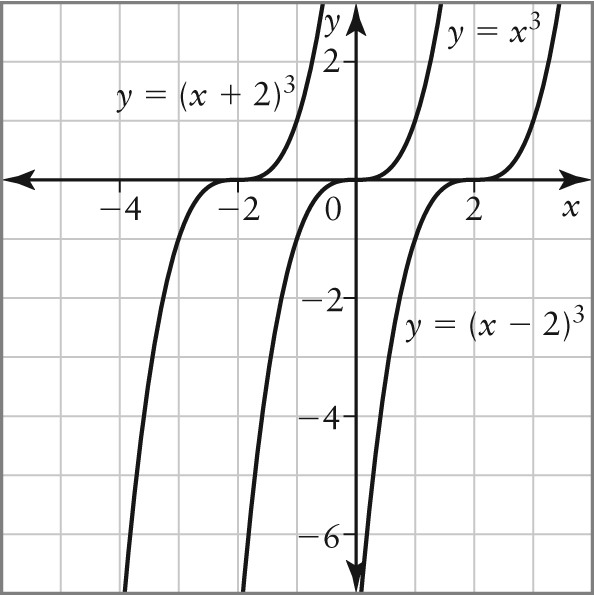 y
y = x³
2
y = (x + 2)³
−4 −2 0 2 x
−2
y = (x − 2)³
−4
−6